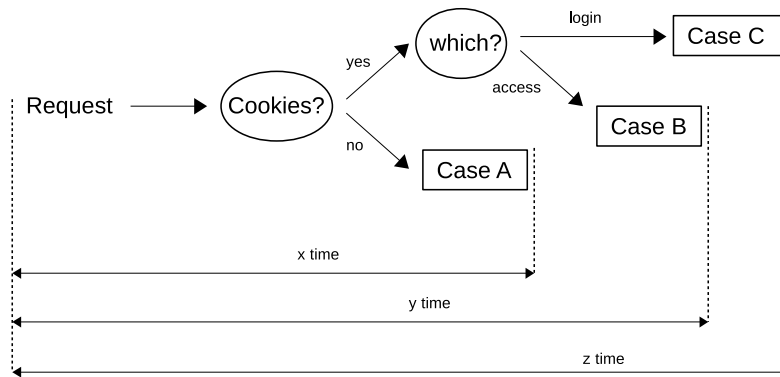 login
which?
Case C
yes
access
Request
Cookies?
Case B
no
Case A
x time
y time
z time